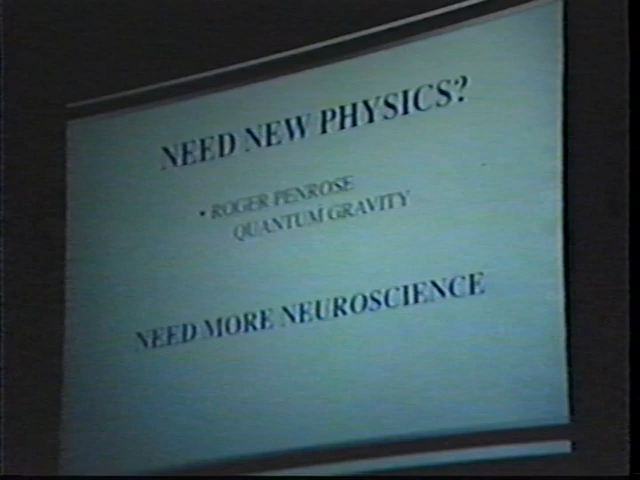 NEED NEW PHYSICS?
• ROGER PENROSE
QUANTUM GRAVITY
NEED MORE NEUROSCIENCE